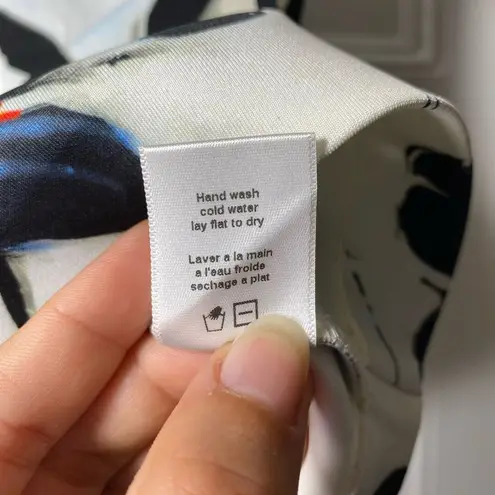 Hand wash
cold water
lay flat to dry
Laver a la main
a l'eau froide
sechage a plat